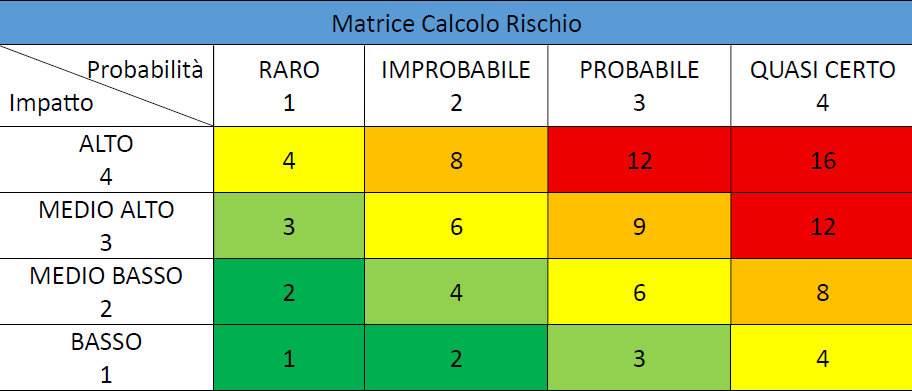 Matrice Calcolo Rischio
Probabilità
Impatto
RARO
1
IMPROBABILE
2
PROBABILE
3
QUASI CERTO
4
ALTO
4
4 8 12 16
MEDIO ALTO
3
3 6 9 12
MEDIO BASSO
2
2 4 6 8
BASSO
1
1 2 3 4